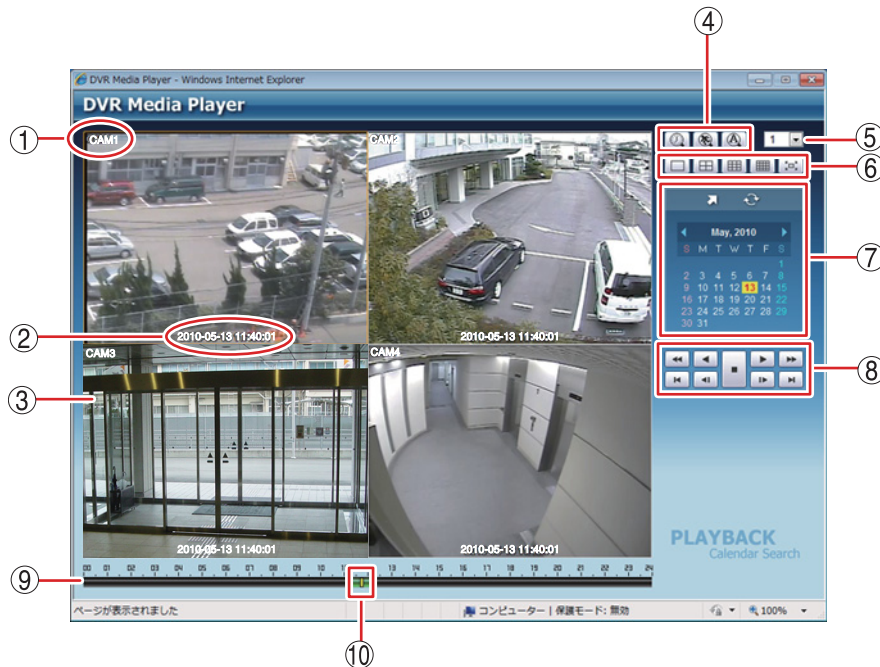 ④
DVR Media Player - Windows Internet Explorer
DVR Media Player
① CAM1 CAM2 1 ⑤
⑥
May, 2010 ⑦
S M T W T F S
1
2 3 4 5 6 7 8
9 10 11 12 13 14 15
16 17 18 19 20 21 22
23 24 25 26 27 28 29
30 31
② 2010-05-13 11:40:01 2010-05-13 11:40:01
CAM3 CAM4
③ ⑧
2010-05-13 11:40:01 2010-05-13 11:40:01
PLAYBACK
Calendar Search
⑨ 00 01 02 03 04 05 06 07 08 09 10 13 14 15 16 17 18 19 20 21 22 23 24
ページが表示されました コンピューター | 保護モード: 無効 100%
⑩